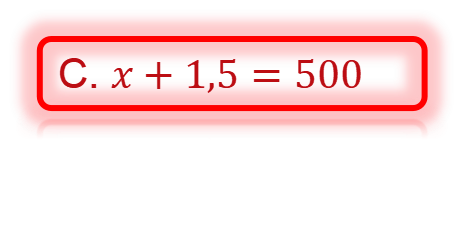 C. x + 1,5 = 500